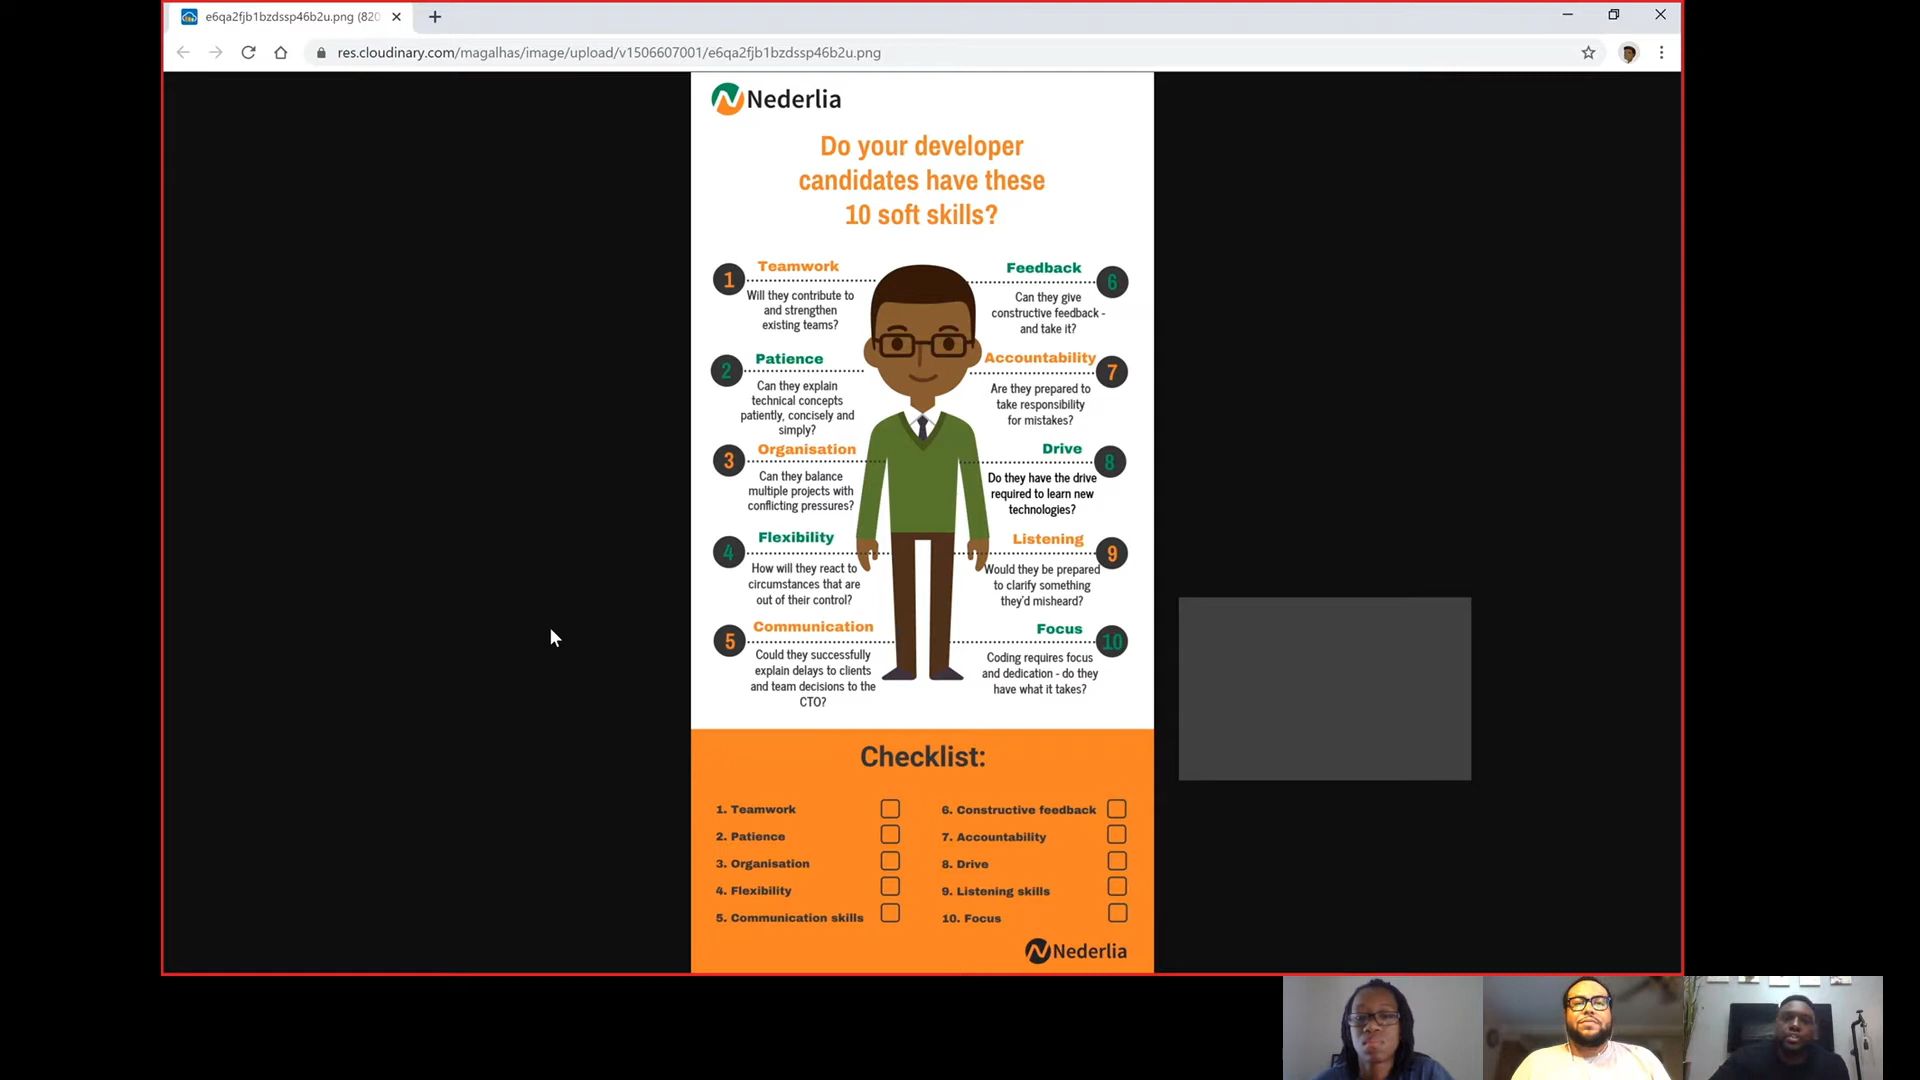 e6qa2fjb1bzdssp46b2u.png (820
res.cloudinary.com/magalhas/image/upload/v1506607001/e6qa2fjb1bzdssp46b2u.png
Nederlia
Do your developer
candidates have these
10 soft skills?
1
Teamwork
Will they contribute to
and strengthen
existing teams?
2
Patience
Can they explain
technical concepts
patiently, concisely and
simply?
3
Organisation
Can they balance
multiple projects with
conflicting pressures?
4
Flexibility
How will they react to
circumstances that are
out of their control?
5
Communication
Could they successfully
explain delays to clients
and team decisions to the
CTO?
Feedback
6
Can they give
constructive feedback -
and take it?
Accountability
7
Are they prepared to
take responsibility
for mistakes?
Drive
8
Do they have the drive
required to learn new
technologies?
Listening
9
Would they be prepared
to clarify something
they'd misheard?
Focus
10
Coding requires focus
and dedication - do they
have what it takes?
Checklist:
1. Teamwork
2. Patience
3. Organisation
4. Flexibility
5. Communication skills
6. Constructive feedback
7. Accountability
8. Drive
9. Listening skills
10. Focus
Nederlia